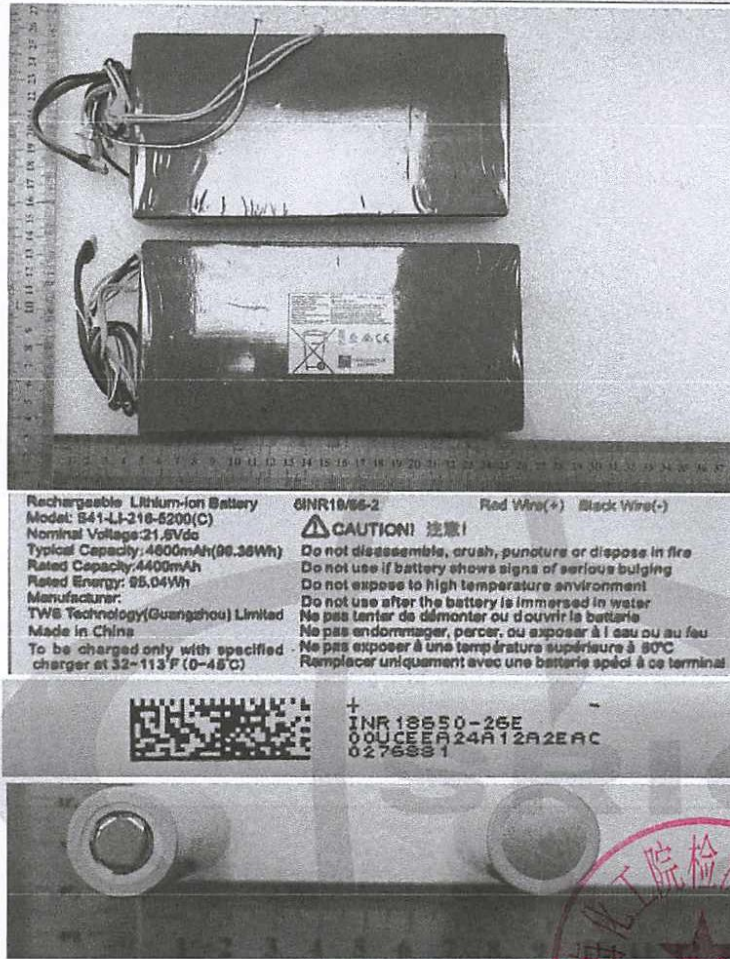 Rechargeable Lithium-ion Battery
Model: S41-LI-216-5200(C)
Nominal Voltage:21.6Vdc
Typical Capacity:4600mAh(99.36Wh)
Rated Capacity:4400mAh
Rated Energy: 95.04Wh
Manufacturer:
TWS Technology(Guangzhou) Limited
Made in China
To be charged only with specified
charger at 32~113°F (0~45°C)
6INR19/66-2 Red Wire(+) Black Wire(-)
CAUTION! 注意!
Do not disassemble, crush, puncture or dispose in fire
Do not use if battery shows signs of serious bulging
Do not expose to high temperature environment
Do not use after the battery is immersed in water
Ne pas tenter de démonter ou d'ouvrir la batterie
Ne pas endommager, percer, ou exposer à l eau ou au feu
Ne pas exposer à une température supérieure à 60°C
Remplacer uniquement avec une batterie spéci à ce terminal
+ -
INR18650-26E
00UCEEA24A12A2EAC
0276881
化工院检